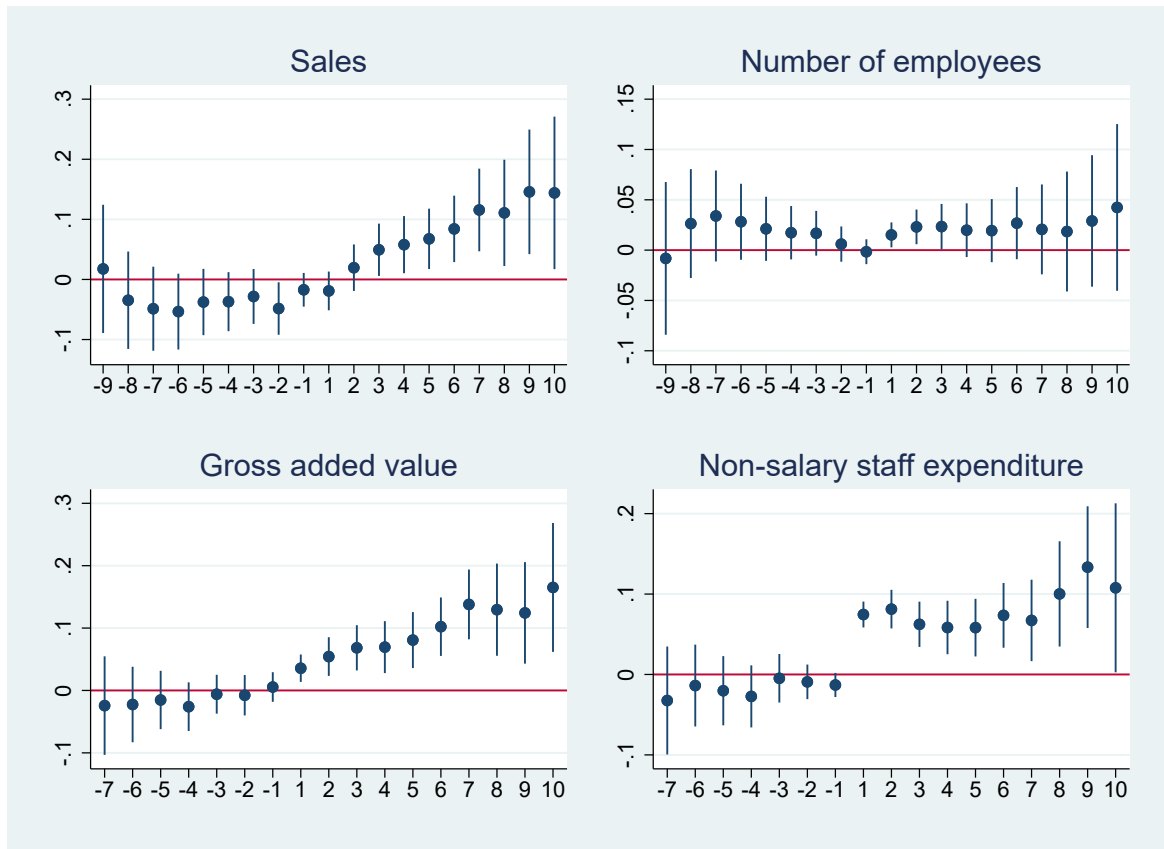 Sales
.3
.2
.1
0
-.1
-9 -8 -7 -6 -5 -4 -3 -2 -1 1 2 3 4 5 6 7 8 9 10
Number of employees
.15
.1
.05
0
-.05
-.1
-9 -8 -7 -6 -5 -4 -3 -2 -1 1 2 3 4 5 6 7 8 9 10
Gross added value
.3
.2
.1
0
-.1
-7 -6 -5 -4 -3 -2 -1 1 2 3 4 5 6 7 8 9 10
Non-salary staff expenditure
.2
.1
0
-.1
-7 -6 -5 -4 -3 -2 -1 1 2 3 4 5 6 7 8 9 10